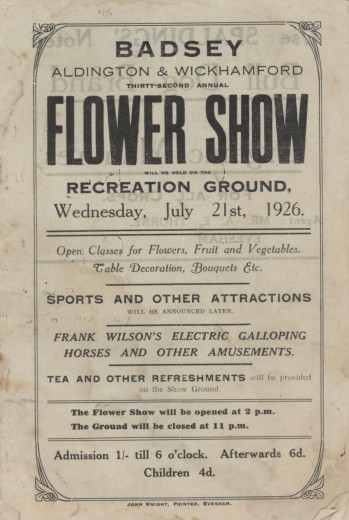 BADSEY
ALDINGTON & WICKHAMFORD
THIRTY-SECOND ANNUAL
FLOWER SHOW
WILL BE HELD ON THE
RECREATION GROUND,
Wednesday, July 21st, 1926.
Open Classes for Flowers, Fruit and Vegetables.
Table Decoration, Bouquets Etc.
SPORTS AND OTHER ATTRACTIONS
WILL BE ANNOUNCED LATER.
FRANK WILSON'S ELECTRIC GALLOPING
HORSES AND OTHER AMUSEMENTS.
TEA AND OTHER REFRESHMENTS will be provided
on the Show Ground.
The Flower Show will be opened at 2 p.m.
The Ground will be closed at 11 p.m.
Admission 1/- till 6 o'clock. Afterwards 6d.
Children 4d.
JOHN KNIGHT, PRINTER, EVESHAM.